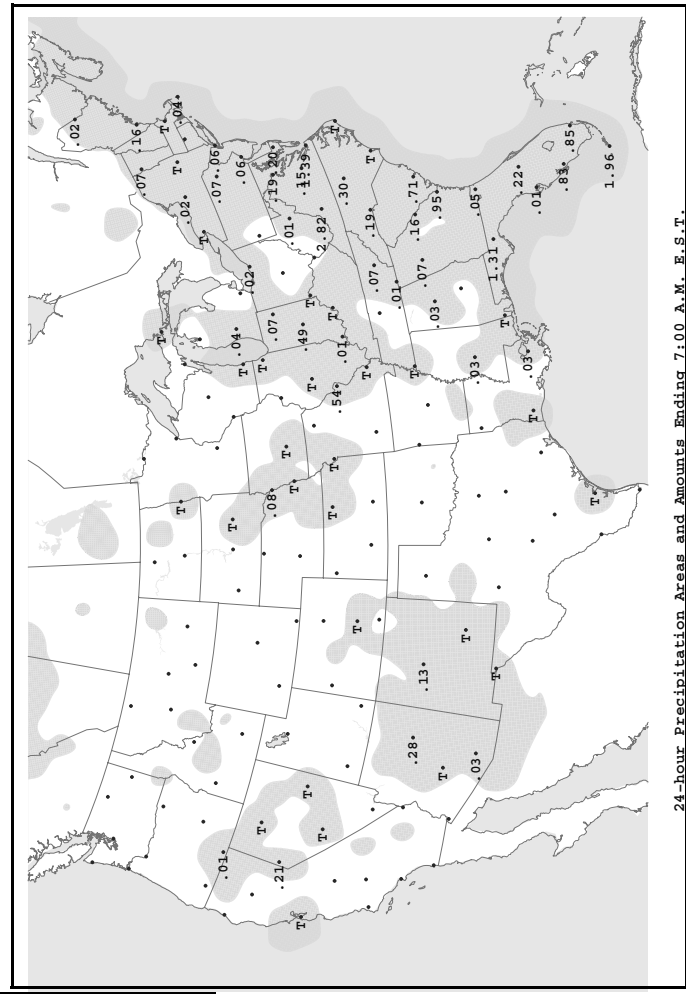 .02
.16
.07
T
T
T
.04
T
.02
T
.05
.07
.01
T
.04
.06
T
.02
T
T
.08
.07
.19 .20
.21
T
.01
T
T
.49
.15
1.39
T
T
T
2.82
T
T
T
T
T
.54
.01
.30
T
T
.19
T
.07
.01
.28
.71
T
.16
.13
.07
.03
.95
T
T
.03
.03
.05
1.31
T
T
.22
.03
T
.01
.83
.85
T
1.96
24-hour Precipitation Areas and Amounts Ending 7:00 A.M. E.S.T.